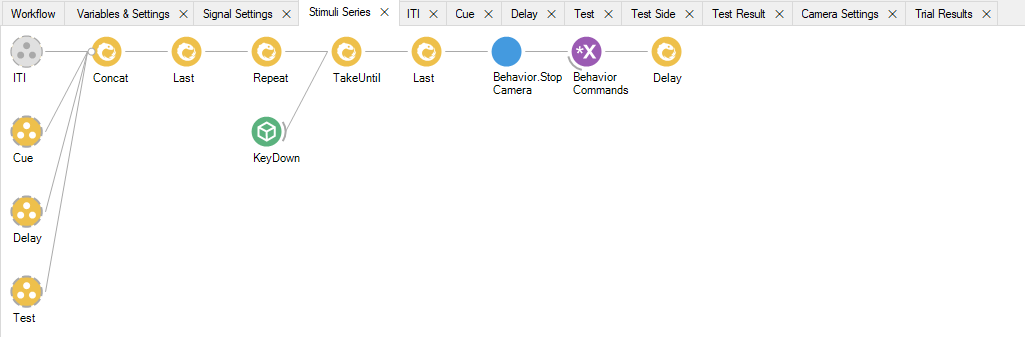 Workflow
Variables & Settings
Signal Settings
Stimuli Series
ITI
Cue
Delay
Test
Test Side
Test Result
Camera Settings
Trial Results
ITI
Concat
Last
Repeat
TakeUntil
Last
Behavior.Stop
Camera
Behavior
Commands
Delay
Cue
KeyDown
Delay
Test